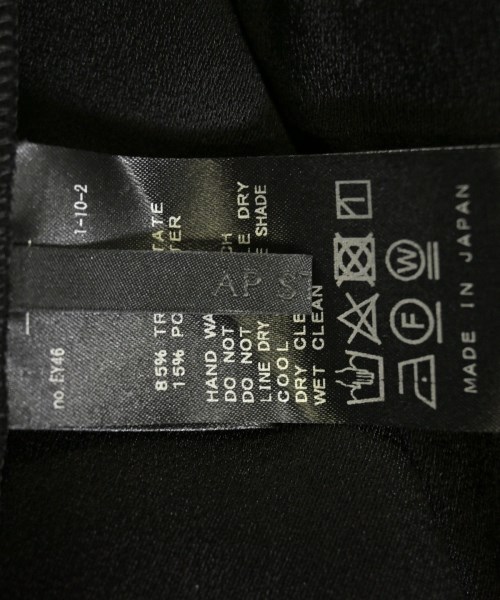 no. EY46 1-10-2
85% TR TATE
15% PO TER
HAND WA CH
DO NOT
DO NOT LE DRY
LINE DRY E SHADE
COOL
DRY CLE
WET CLEAN
W
F
MADE IN JAPAN
AP S